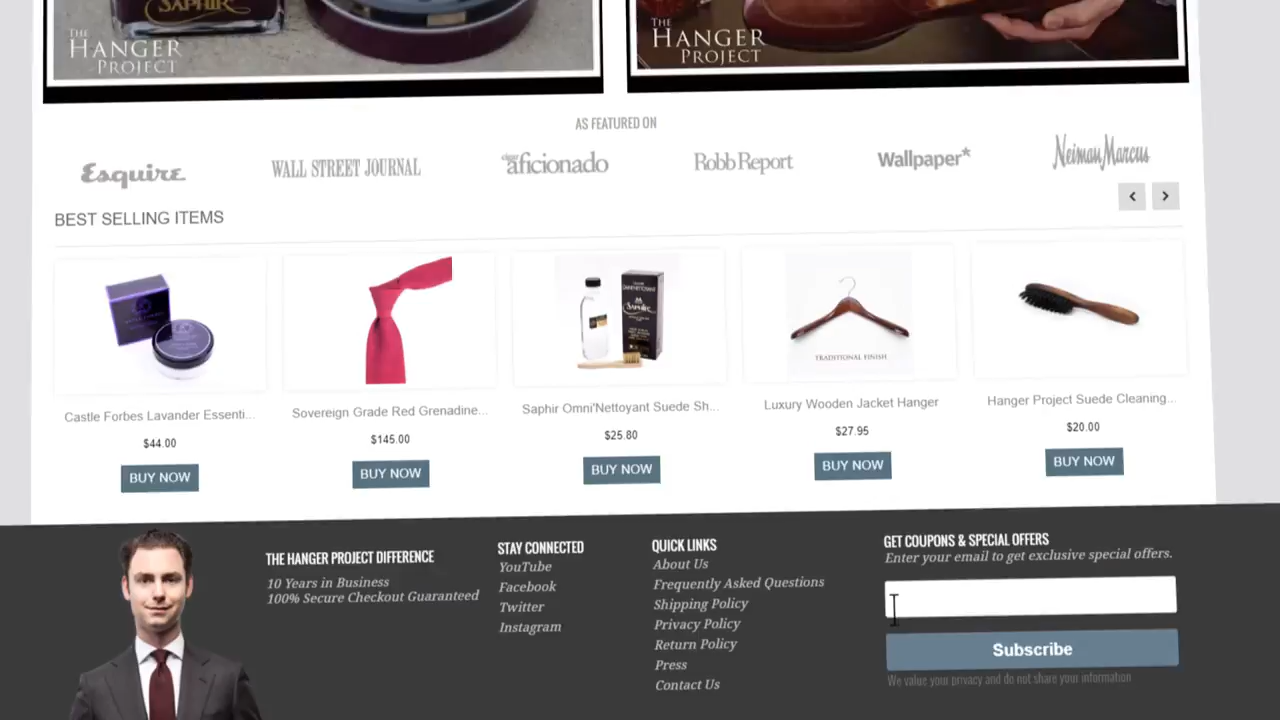 SAPHIR
THE
HANGER
PROJECT
THE
HANGER
PROJECT
AS FEATURED ON
Esquire
WALL STREET JOURNAL
cigar aficionado
Robb Report
Wallpaper*
Neiman Marcus
BEST SELLING ITEMS
SAPHIR
TRADITIONAL FINISH
Castle Forbes Lavander Essenti...
Sovereign Grade Red Grenadine...
Saphir Omni'Nettoyant Suede Sh...
Luxury Wooden Jacket Hanger
Hanger Project Suede Cleaning...
$44.00
$145.00
$25.80
$27.95
$20.00
BUY NOW
BUY NOW
BUY NOW
BUY NOW
BUY NOW
THE HANGER PROJECT DIFFERENCE
10 Years in Business
100% Secure Checkout Guaranteed
STAY CONNECTED
YouTube
Facebook
Twitter
Instagram
QUICK LINKS
About Us
Frequently Asked Questions
Shipping Policy
Privacy Policy
Return Policy
Press
Contact Us
GET COUPONS & SPECIAL OFFERS
Enter your email to get exclusive special offers.
Subscribe
We value your privacy and do not share your information